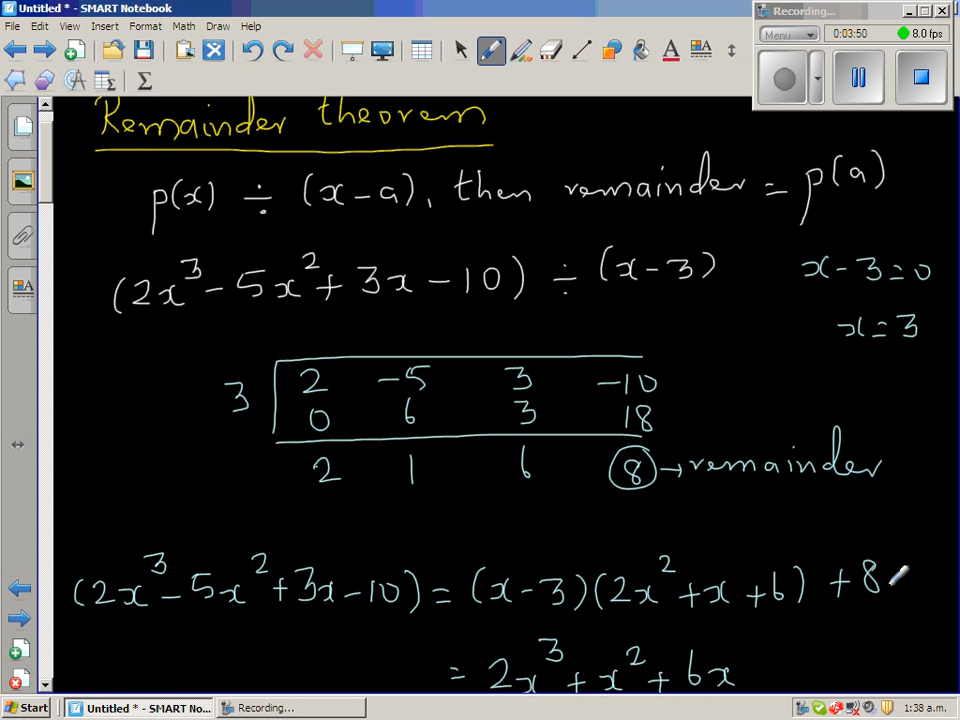 Untitled * - SMART Notebook
File Edit View Insert Format Math Draw Help
Recording...
Menu 0:03:50 8.0 fps
Remainder theorem
p(x) ÷ (x-a), then remainder = p(a)
(2x³ - 5x² + 3x - 10) ÷ (x-3)
x-3=0
x=3
3 2 -5 3 -10
0 6 3 18
2 1 6 8 → remainder
(2x³ - 5x² + 3x - 10) = (x-3)(2x² + x + 6) + 8
= 2x³ + x² + 6x
Start Untitled * - SMART No... Recording... 1:38 a.m.